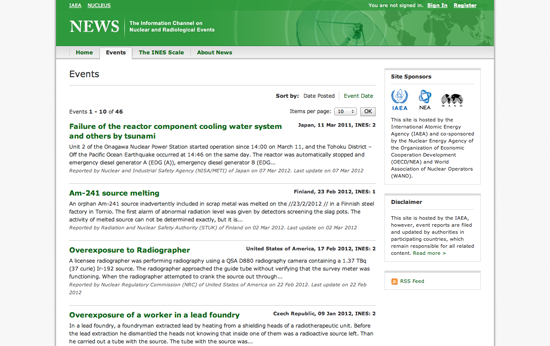 IAEA NUCLEUS
You are not signed in. Sign In Register
NEWS
The Information Channel on
Nuclear and Radiological Events
Home Events The INES Scale About News
Events
Sort by: Date Posted Event Date
Events 1 - 10 of 46
Items per page: 10 OK
Failure of the reactor component cooling water system
and others by tsunami
Japan, 11 Mar 2011, INES: 2
Unit 2 of the Onagawa Nuclear Power Station started operation since 14:00 on March 11, and the Tohoku District –
Off the Pacific Ocean Earthquake occurred at 14:46 on the same day. The reactor was automatically stopped and
emergency diesel generator A (EDG (A)), emergency diesel generator B (EDG...
Reported by Nuclear and Industrial Safety Agency (NISA/METI) of Japan on 07 Mar 2012. Last update on 07 Mar 2012
Am-241 source melting
Finland, 23 Feb 2012, INES: 1
An orphan Am-241 source inadvertently included in scrap metal was melted on the //23/2/2012 // in a Finnish steel
factory in Tornio. The first alarm of abnormal radiation level was given by detectors screening the slag pots. The
activity of melted source can not be determined exactly, but it...
Reported by Radiation and Nuclear Safety Authority (STUK) of Finland on 02 Mar 2012. Last update on 02 Mar 2012
Overexposure to Radiographer
United States of America, 17 Feb 2012, INES: 2
A licensee radiographer was performing radiography using a QSA D880 radiography camera containing a 1.37 TBq
(37 curie) Ir-192 source. The radiographer approached the guide tube without verifying that the survey meter was
functioning. When the radiographer attempted to crank the source out through...
Reported by Nuclear Regulatory Commission (NRC) of United States of America on 22 Feb 2012. Last update on 22 Feb
2012
Overexposure of a worker in a lead foundry
Czech Republic, 09 Jan 2012, INES: 2
In a lead foundry, a foundryman extracted lead by heating from a shielding heads of a radiotherapeutic unit. Before
the lead extraction he dismantled the heads not knowing that inside one of them was a radioactive source left. Than
he carried out a tube with the source. The tube with the source was...
Site Sponsors
IAEA NEA WANO
This site is hosted by the
International Atomic Energy
Agency (IAEA) and co-sponsored
by the Nuclear Energy Agency of
the Organization of Economic
Cooperation Development
(OECD/NEA) and World
Association of Nuclear Operators
(WANO).
Disclaimer
This site is hosted by the IAEA,
however, event reports are filed
and updated by authorities in
participating countries, which
remain responsible for all related
content. Read more >
RSS Feed